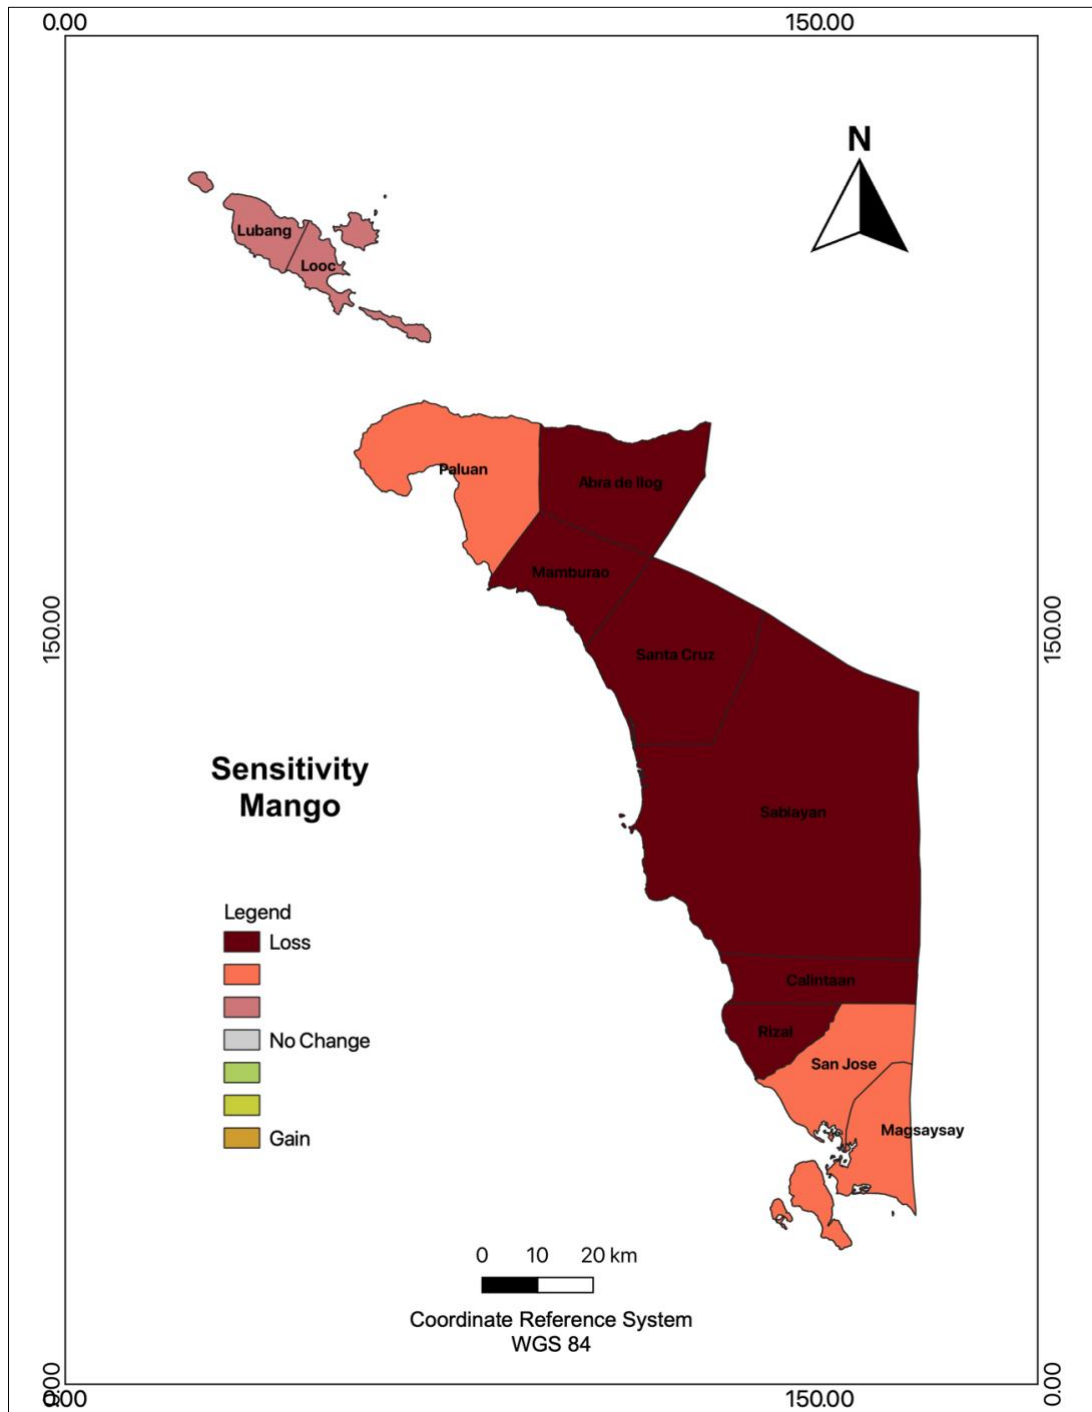 0.00 150.00
N
Lubang
Looc
Paluan
Abra de Ilog
Mamburao
150.00 150.00
Santa Cruz
Sensitivity
Mango
Sablayan
Legend
Loss
Calintaan
Rizal
No Change
San Jose
Magsaysay
Gain
0 10 20 km
Coordinate Reference System
WGS 84
0.00 0.00
0.00 150.00